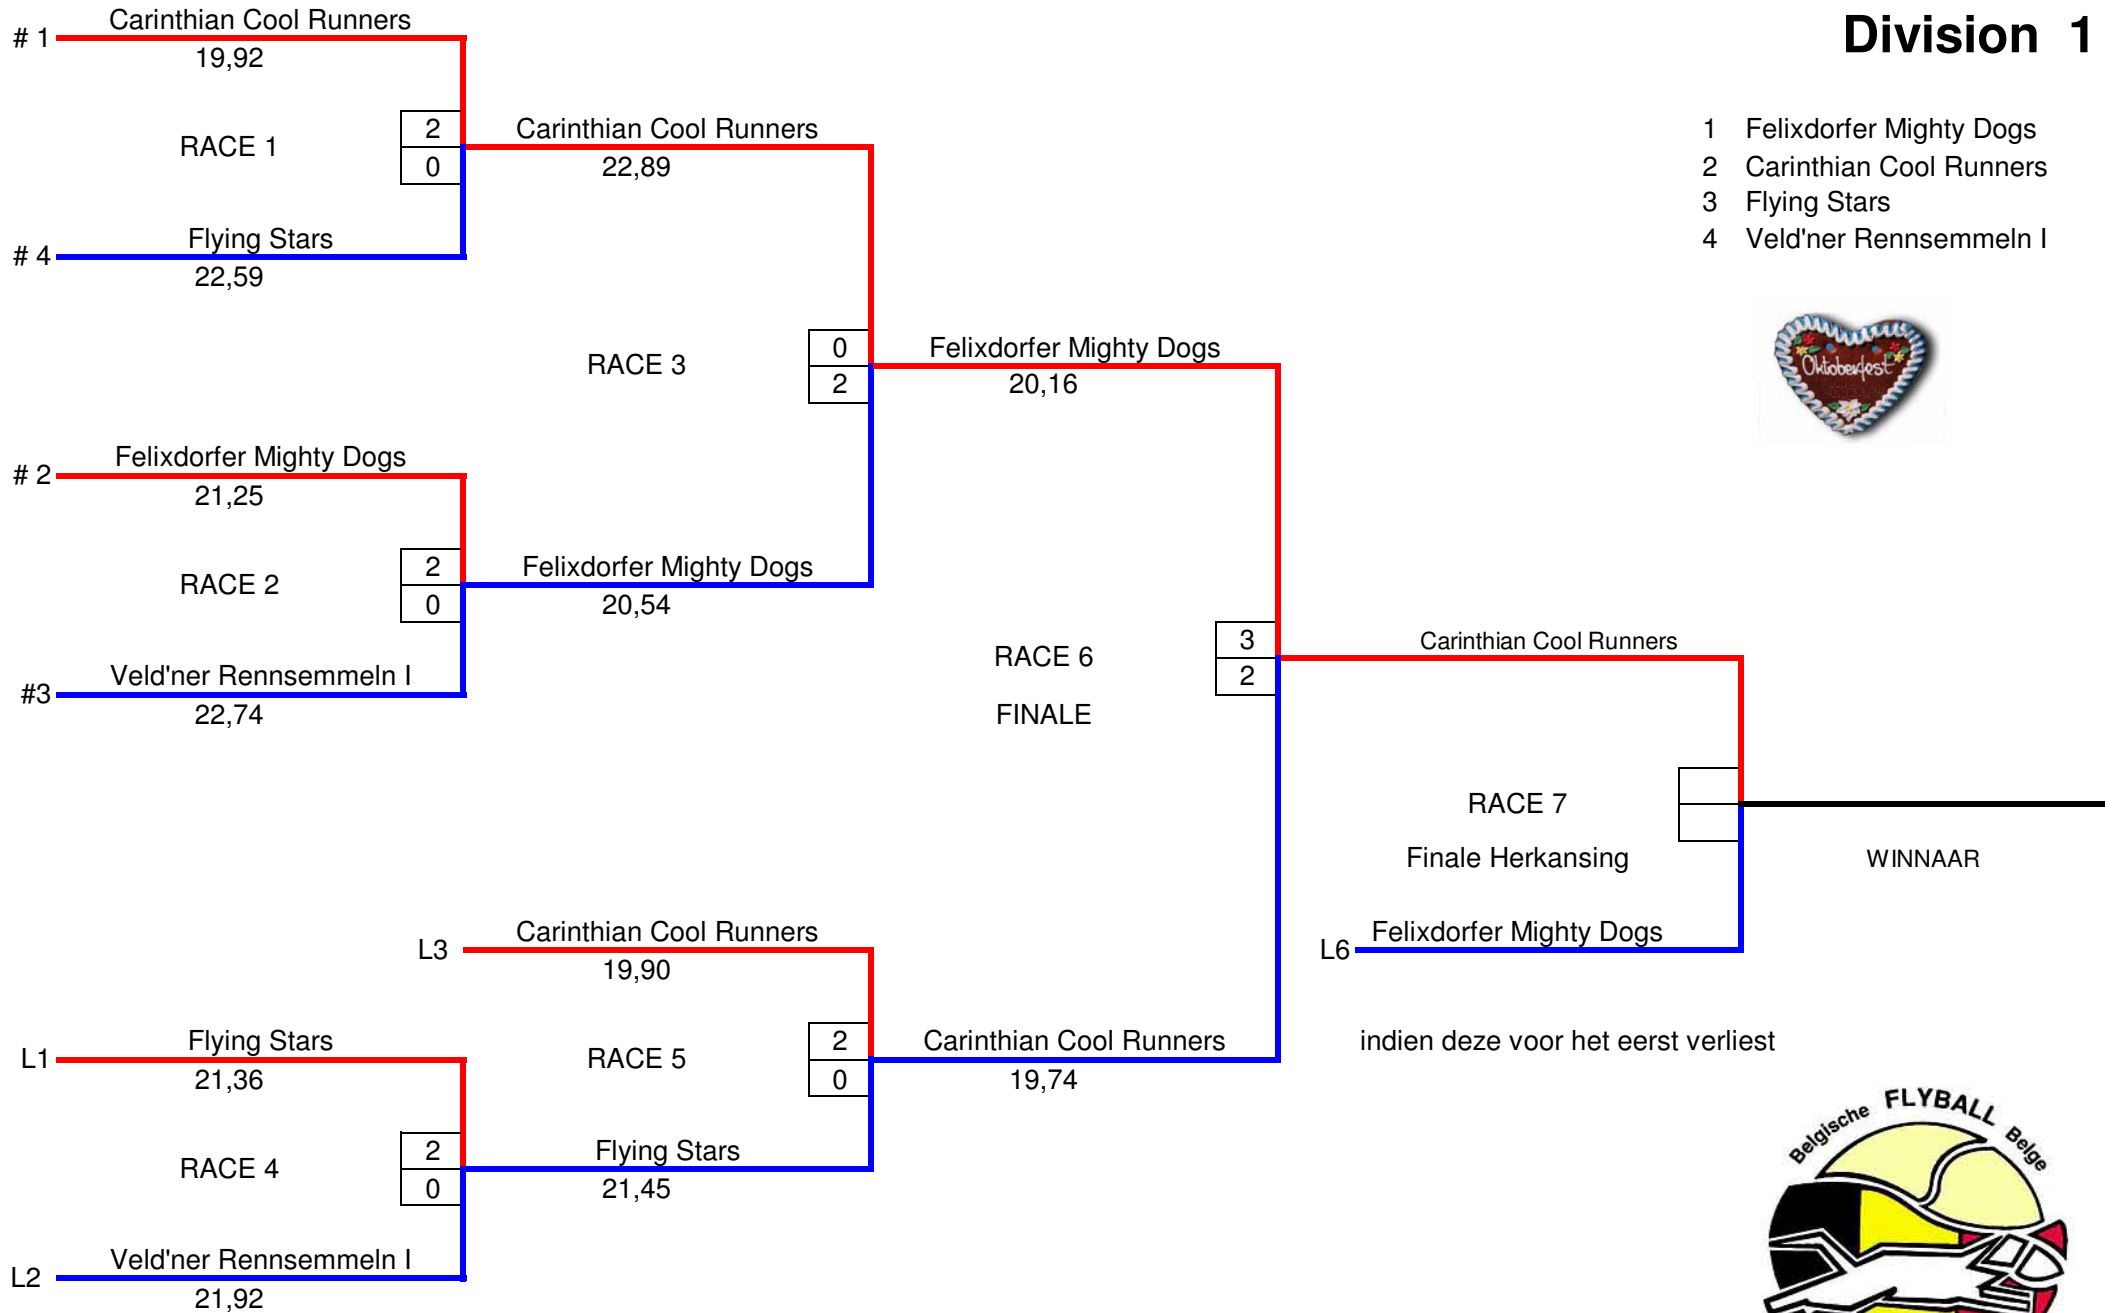 Division 1
# 1 Carinthian Cool Runners
19,92
RACE 1
2
0
# 4 Flying Stars
22,59
Carinthian Cool Runners
22,89
RACE 3
0
2
# 2 Felixdorfer Mighty Dogs
21,25
RACE 2
2
0
#3 Veld'ner Rennsemmeln I
22,74
Felixdorfer Mighty Dogs
20,54
Felixdorfer Mighty Dogs
20,16
RACE 6
FINALE
3
2
Carinthian Cool Runners
RACE 7
Finale Herkansing
WINNAAR
L6 Felixdorfer Mighty Dogs
indien deze voor het eerst verliest
L3 Carinthian Cool Runners
19,90
RACE 5
2
0
Carinthian Cool Runners
19,74
L1 Flying Stars
21,36
RACE 4
2
0
Flying Stars
21,45
L2 Veld'ner Rennsemmeln I
21,92
1 Felixdorfer Mighty Dogs
2 Carinthian Cool Runners
3 Flying Stars
4 Veld'ner Rennsemmeln I
Oktoberfest
Belgische FLYBALL Belge